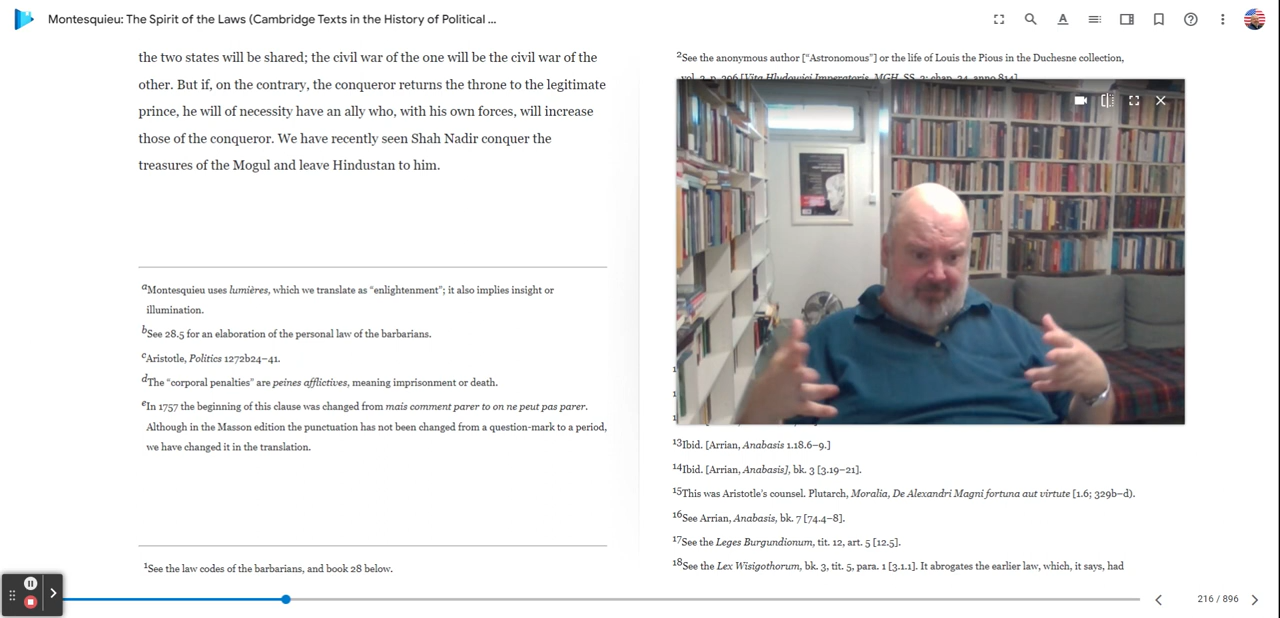 Montesquieu: The Spirit of the Laws (Cambridge Texts in the History of Political ...
the two states will be shared; the civil war of the one will be the civil war of the
other. But if, on the contrary, the conqueror returns the throne to the legitimate
prince, he will of necessity have an ally who, with his own forces, will increase
those of the conqueror. We have recently seen Shah Nadir conquer the
treasures of the Mogul and leave Hindustan to him.
aMontesquieu uses lumières, which we translate as “enlightenment”; it also implies insight or
illumination.
bSee 28.5 for an elaboration of the personal law of the barbarians.
cAristotle, Politics 1272b24–41.
dThe “corporal penalties” are peines afflictives, meaning imprisonment or death.
eIn 1757 the beginning of this clause was changed from mais comment parer to on ne peut pas parer.
Although in the Masson edition the punctuation has not been changed from a question-mark to a period,
we have changed it in the translation.
1See the law codes of the barbarians, and book 28 below.
2See the anonymous author [“Astronomus”] or the life of Louis the Pious in the Duchesne collection,
13Ibid. [Arrian, Anabasis 1.18.6–9.]
14Ibid. [Arrian, Anabasis], bk. 3 [3.19–21].
15This was Aristotle’s counsel. Plutarch, Moralia, De Alexandri Magni fortuna aut virtute [1.6; 329b–d).
16See Arrian, Anabasis, bk. 7 [74.4–8].
17See the Leges Burgundionum, tit. 12, art. 5 [12.5].
18See the Lex Wisigothorum, bk. 3, tit. 5, para. 1 [3.1.1]. It abrogates the earlier law, which, it says, had
216 / 896